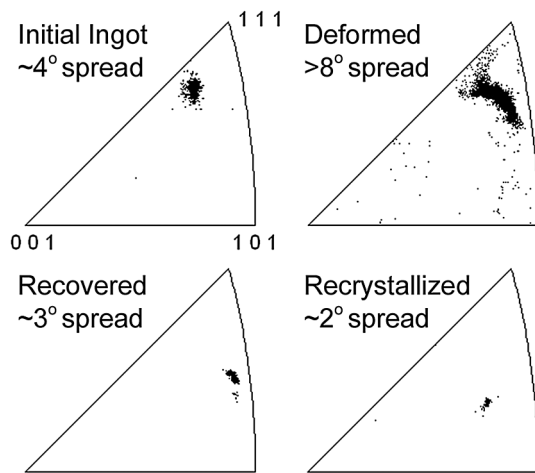 Initial Ingot
~4° spread
1 1 1
Deformed
>8° spread
0 0 1
1 0 1
Recovered
~3° spread
Recrystallized
~2° spread